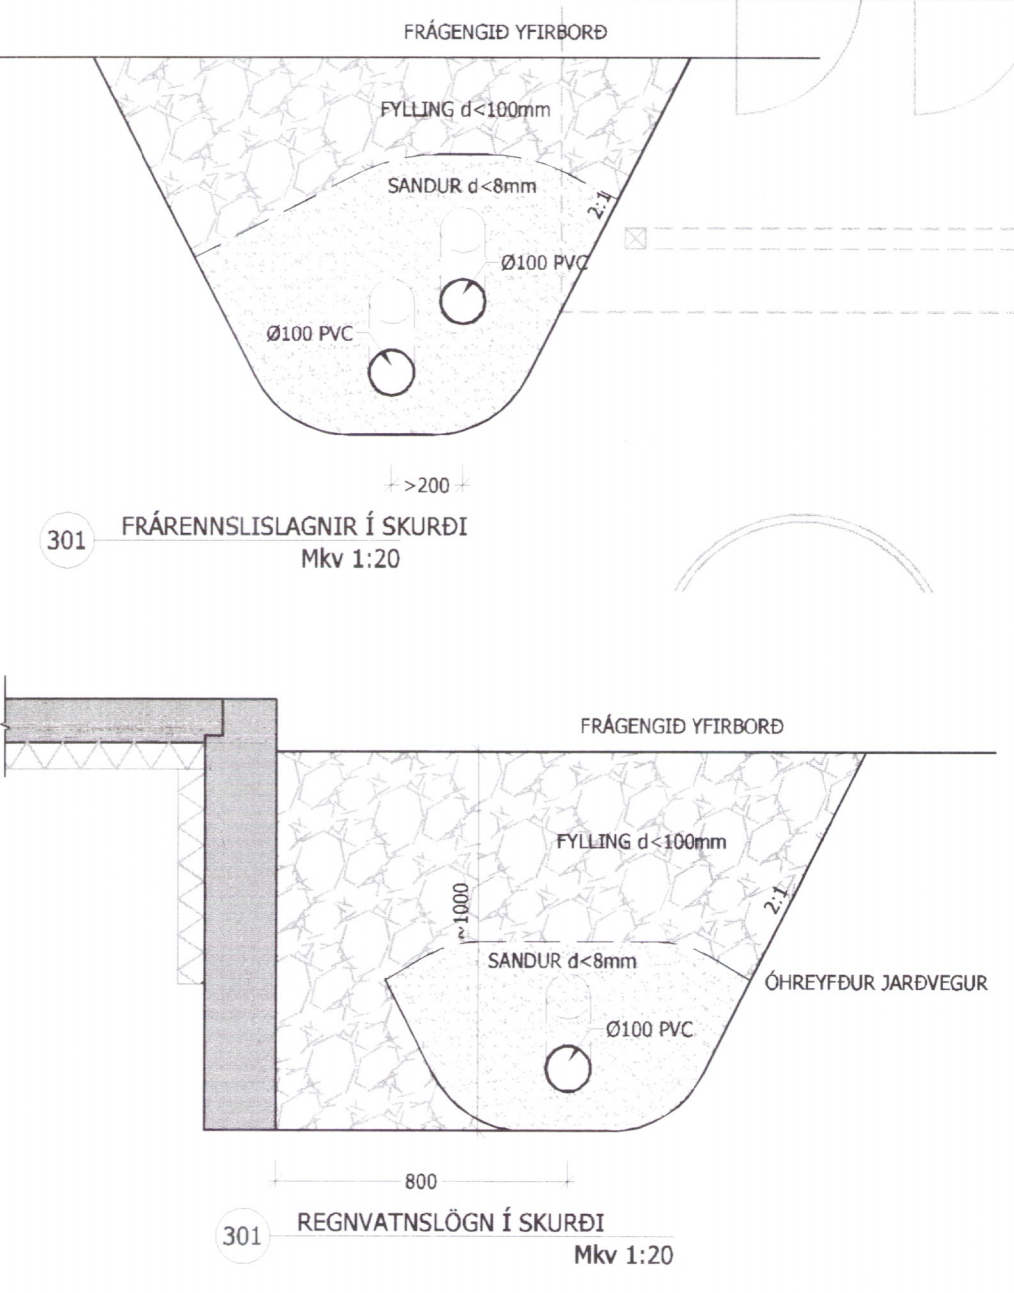 FRÁGENGIÐ YFIRBORÐ
FYLLING d<100mm
SANDUR d<8mm
2:1
Ø100 PVC
Ø100 PVC
>200
301
FRÁRENNSLISLAGNIR Í SKURÐI
Mkv 1:20
FRÁGENGIÐ YFIRBORÐ
FYLLING d<100mm
2:1
~1000
SANDUR d<8mm
ÓHREYFÐUR JARÐVEGUR
Ø100 PVC
800
301
REGNVATNSLÖGN Í SKURÐI
Mkv 1:20